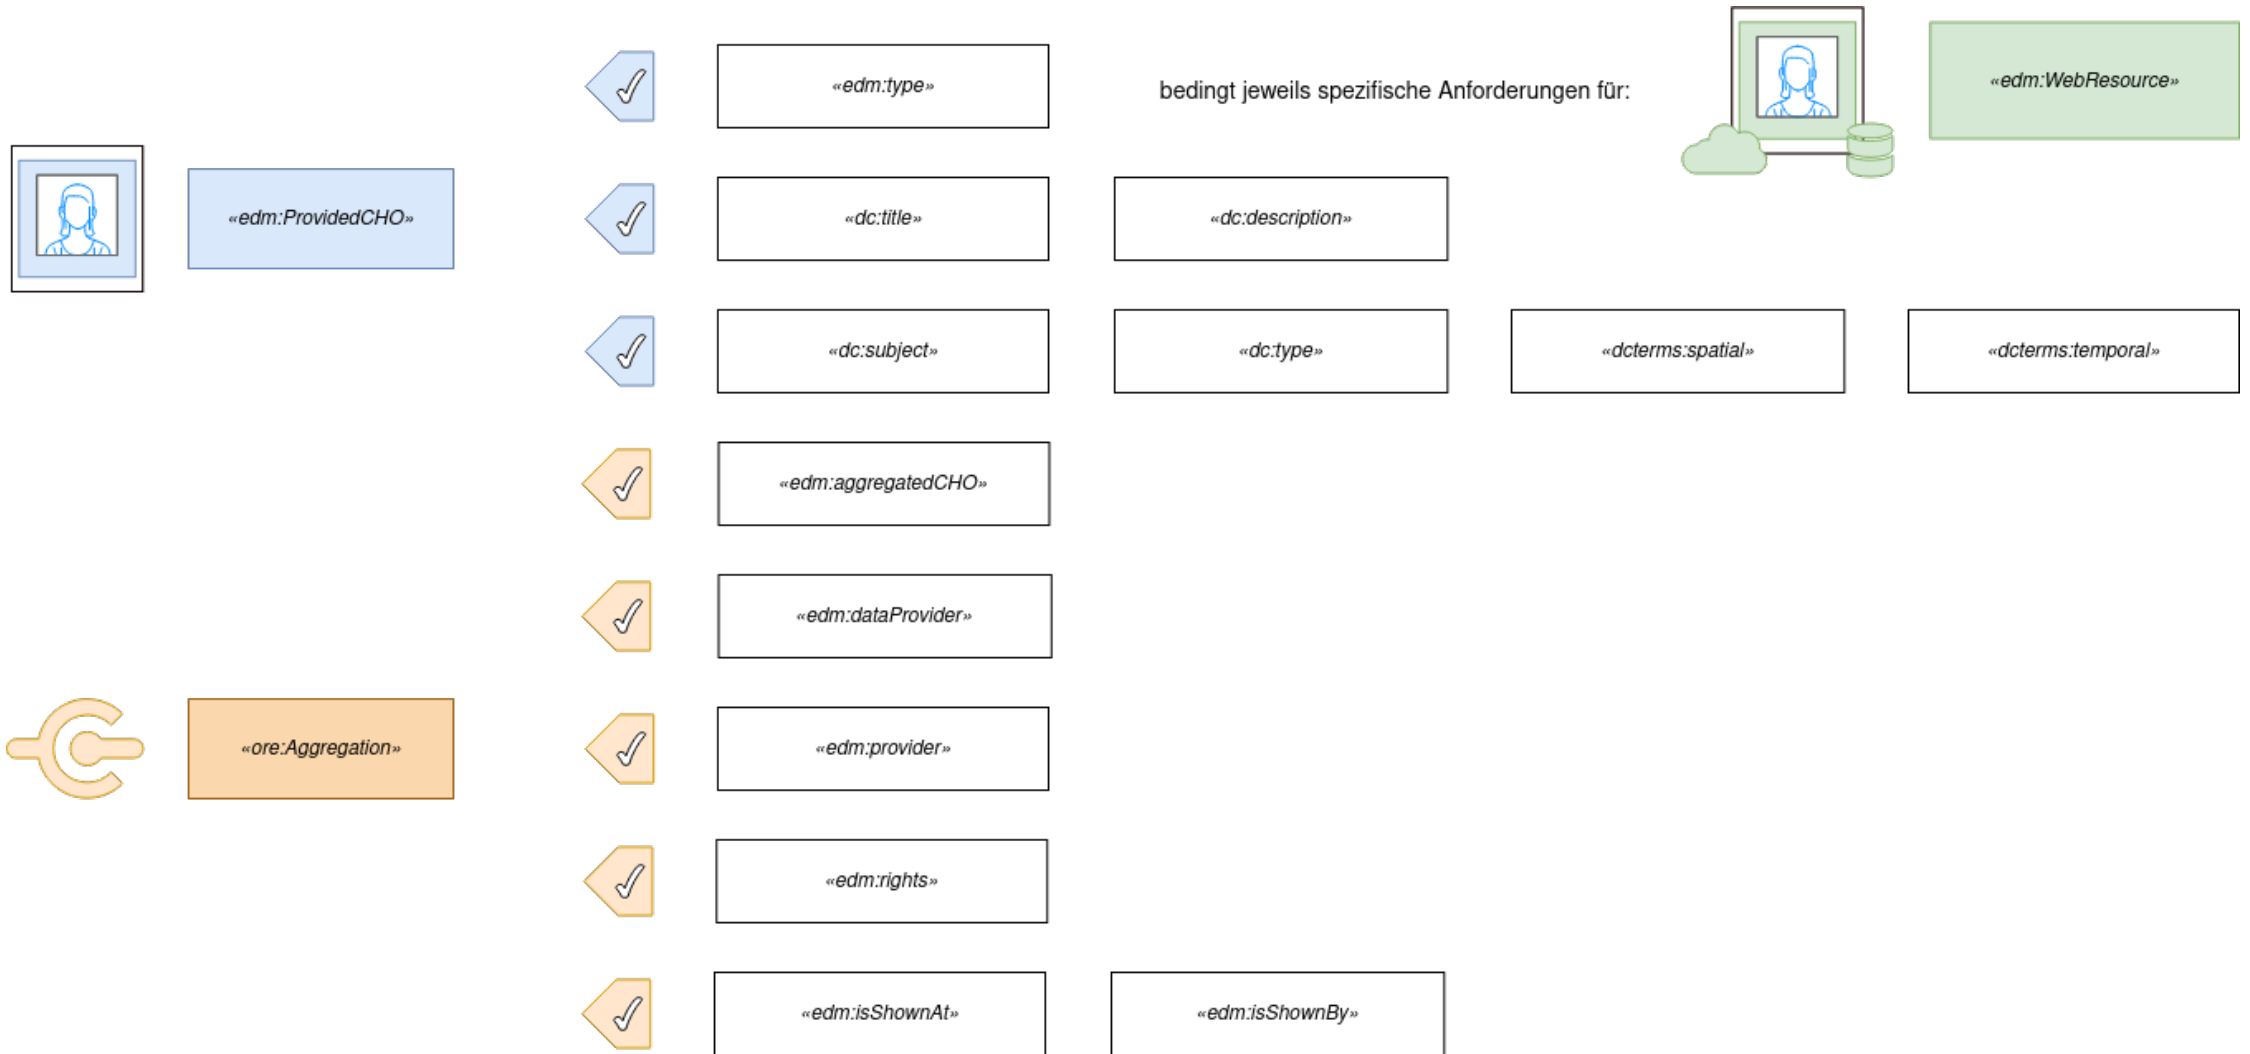 «edm:type»
bedingt jeweils spezifische Anforderungen für:
«edm:WebResource»
«edm:ProvidedCHO»
«dc:title»
«dc:description»
«dc:subject»
«dc:type»
«dcterms:spatial»
«dcterms:temporal»
«edm:aggregatedCHO»
«edm:dataProvider»
«ore:Aggregation»
«edm:provider»
«edm:rights»
«edm:isShownAt»
«edm:isShownBy»